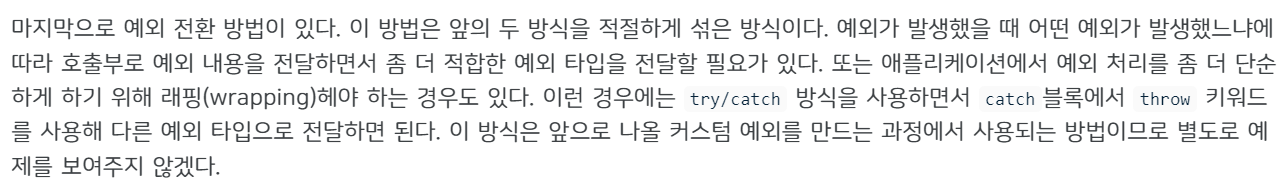 마지막으로 예외 전환 방법이 있다. 이 방법은 앞의 두 방식을 적절하게 섞은 방식이다. 예외가 발생했을 때 어떤 예외가 발생했느냐에
따라 호출부로 예외 내용을 전달하면서 좀 더 적합한 예외 타입을 전달할 필요가 있다. 또는 애플리케이션에서 예외 처리를 좀 더 단순
하게 하기 위해 래핑(wrapping)헤야 하는 경우도 있다. 이런 경우에는 try/catch 방식을 사용하면서 catch 블록에서 throw 키워드
를 사용해 다른 예외 타입으로 전달하면 된다. 이 방식은 앞으로 나올 커스텀 예외를 만드는 과정에서 사용되는 방법이므로 별도로 예
제를 보여주지 않겠다.